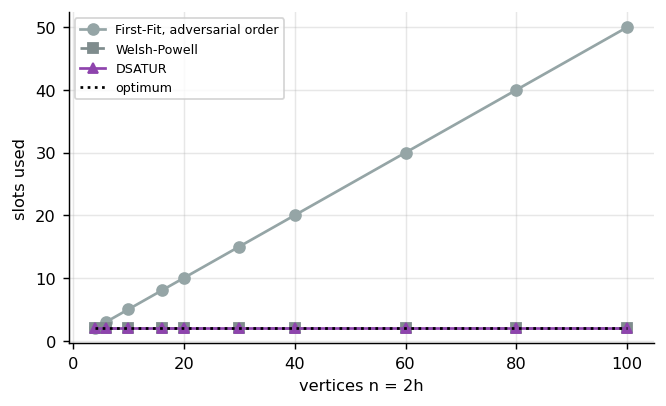 First-Fit, adversarial order
Welsh-Powell
DSATUR
optimum
slots used
50
40
30
20
10
0
0 20 40 60 80 100
vertices n = 2h